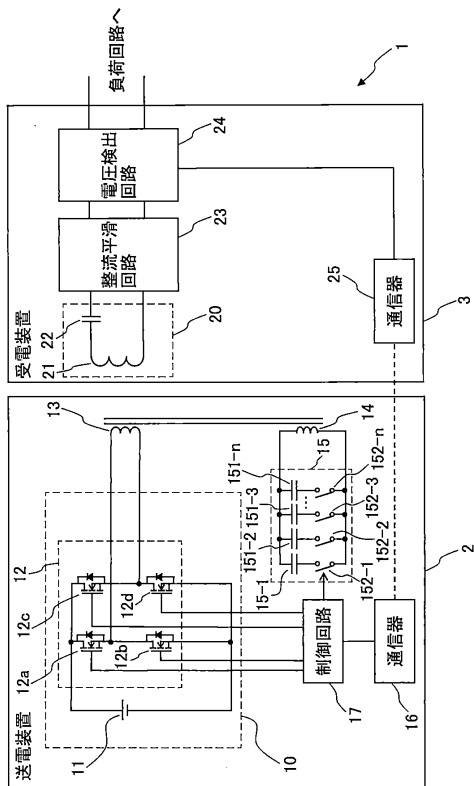 送電装置
12
12c
12a
12d
12b
11
10
13
14
15
151-n
151-3
151-2
15-1
152-n
152-3
152-2
152-1
制御回路
17
通信器
16
2
受電装置
22
21
20
整流平滑
回路
23
電圧検出
回路
24
負荷回路へ
通信器
25
3
1